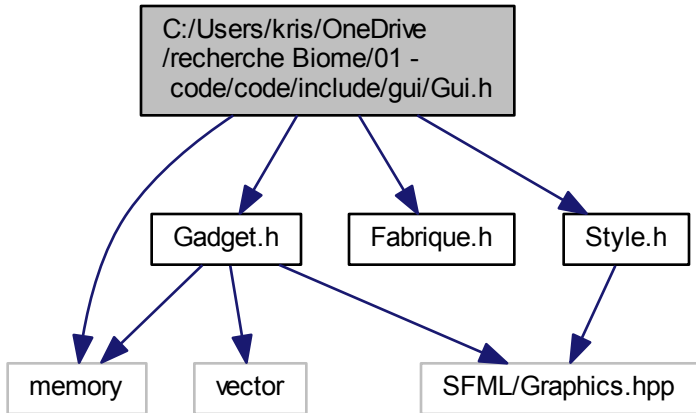 C:/Users/kris/OneDrive
/recherche Biome/01 -
code/code/include/gui/Gui.h
Gadget.h
Fabrique.h
Style.h
memory
vector
SFML/Graphics.hpp